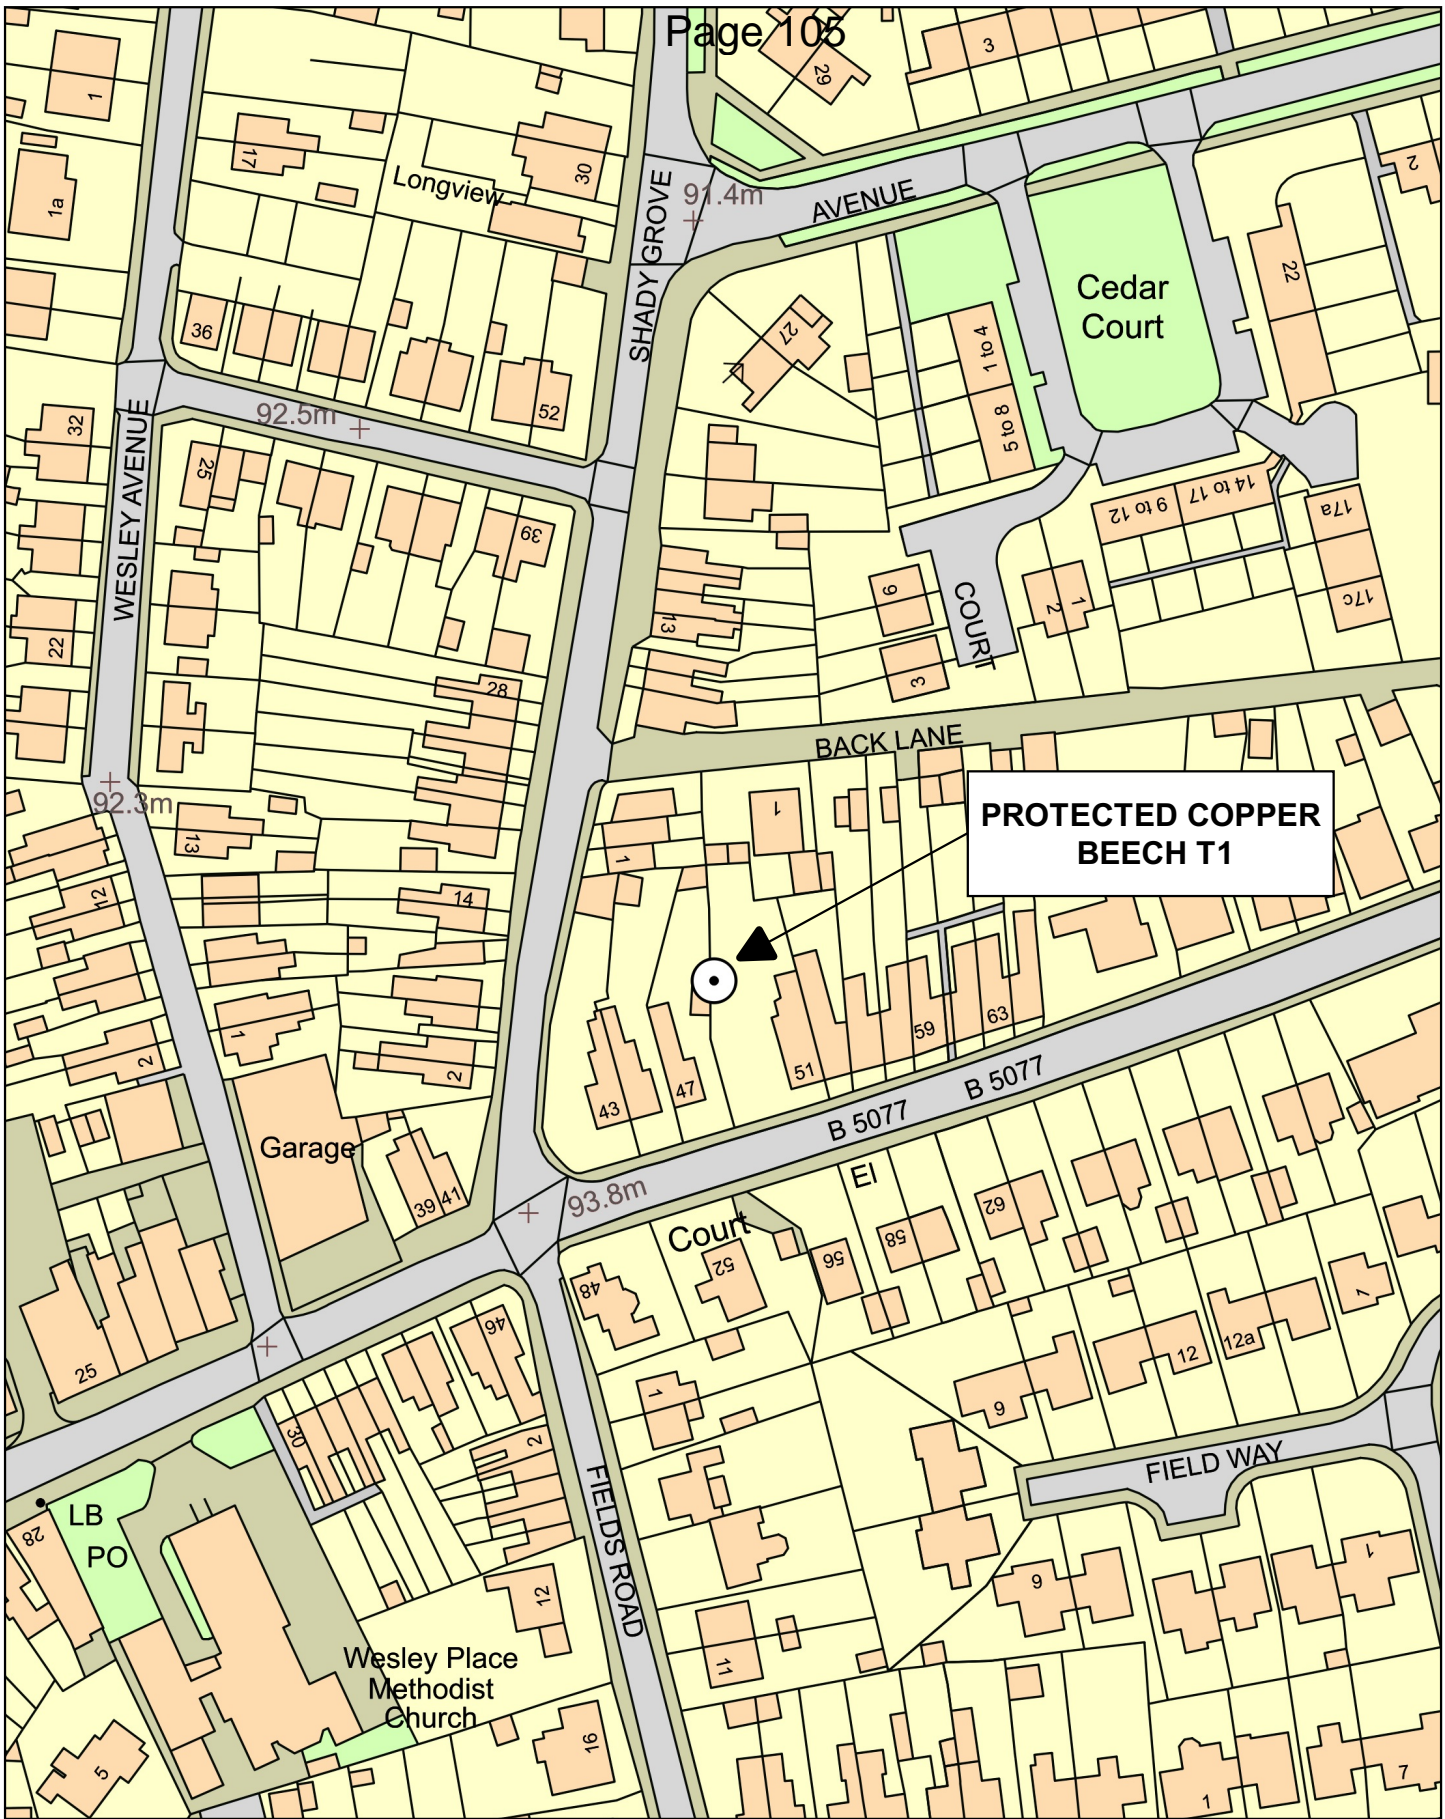 Page 105
3
29
1
17
30
2
Longview
1a
91.4m
AVENUE
SHADY GROVE
22
Cedar
Court
36
27
1 to 4
52
92.5m
32
5 to 8
WESLEY AVENUE
25
39
9 to 12
14 to 17
17a
13
9
COURT
2
1
17c
22
3
28
BACK LANE
92.3m
1
PROTECTED COPPER
BEECH T1
13
1
12
14
1
59
63
2
2
51
47
43
B 5077
B 5077
Garage
39
41
El
93.8m
Court
62
58
56
52
48
7
46
12
12a
25
1
9
30
2
FIELD WAY
FIELDS ROAD
LB
PO
28
1
9
12
Wesley Place
Methodist
Church
11
16
5
7
1